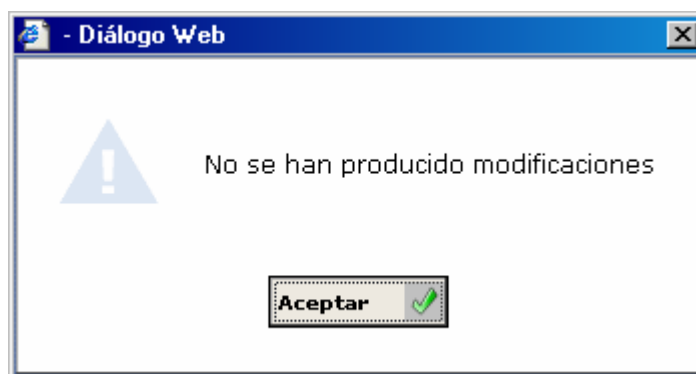 - Diálogo Web
No se han producido modificaciones
Aceptar